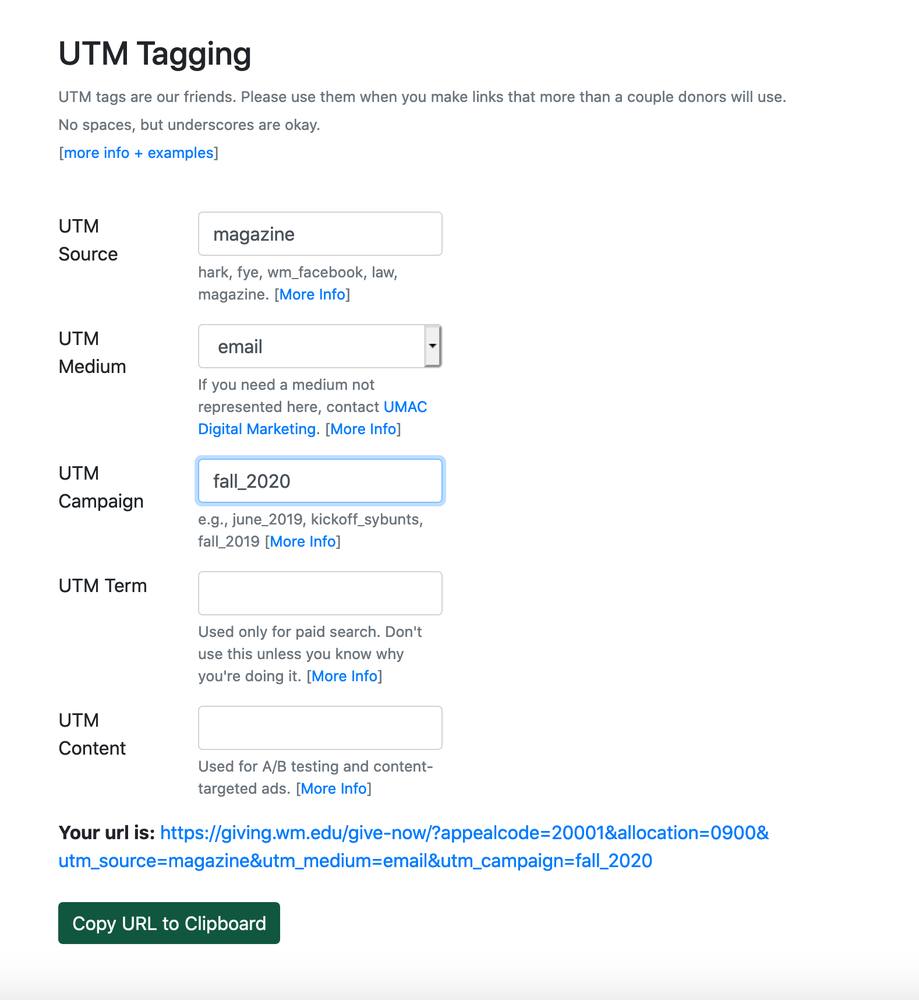 UTM Tagging
UTM tags are our friends. Please use them when you make links that more than a couple donors will use.
No spaces, but underscores are okay.
[more info + examples]
UTM
Source
magazine
hark, fye, wm_facebook, law,
magazine. [More Info]
UTM
Medium
email
If you need a medium not
represented here, contact UMAC
Digital Marketing. [More Info]
UTM
Campaign
fall_2020
e.g., june_2019, kickoff_sybunts,
fall_2019 [More Info]
UTM Term
Used only for paid search. Don't
use this unless you know why
you're doing it. [More Info]
UTM
Content
Used for A/B testing and content-
targeted ads. [More Info]
Your url is: https://giving.wm.edu/give-now/?appealcode=20001&allocation=0900&
utm_source=magazine&utm_medium=email&utm_campaign=fall_2020
Copy URL to Clipboard